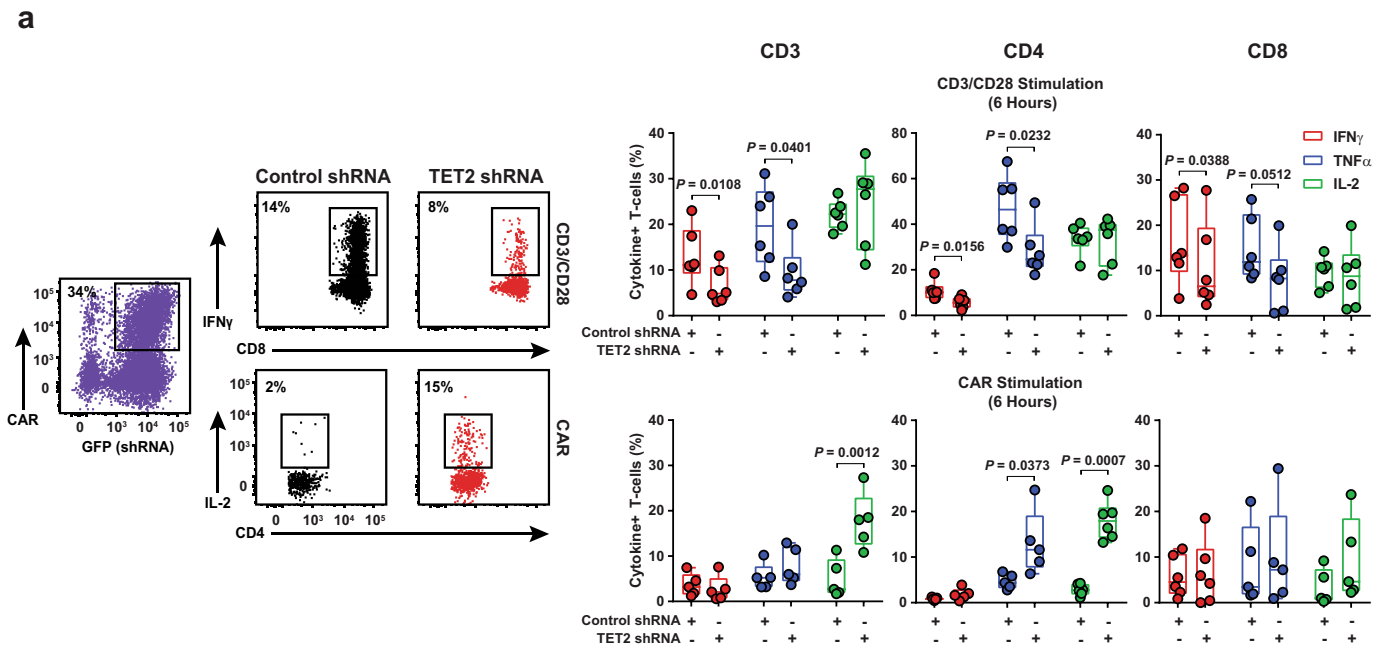 a
CD3 CD4 CD8
CD3/CD28 Stimulation
(6 Hours)
Control shRNA TET2 shRNA
14% 8%
IFNγ
CD8
CD3/CD28
34%
10⁵
10⁴
10³
0
CAR
0 10³ 10⁴ 10⁵
GFP (shRNA)
2% 15%
10⁵
10⁴
10³
0
IL-2
0 10³ 10⁴ 10⁵
CD4
CAR
Cytokine+ T-cells (%)
40
30
20
10
0
P = 0.0108
P = 0.0401
80
60
40
20
0
P = 0.0156
P = 0.0232
40
30
20
10
0
P = 0.0388
P = 0.0512
IFNγ
TNFα
IL-2
Control shRNA + - + - + - + - + - + - + - + - + -
TET2 shRNA - + - + - + - + - + - + - + - + - +
CAR Stimulation
(6 Hours)
Cytokine+ T-cells (%)
40
30
20
10
0
P = 0.0012
40
30
20
10
0
P = 0.0373
P = 0.0007
40
30
20
10
0
Control shRNA + - + - + - + - + - + - + - + - + -
TET2 shRNA - + - + - + - + - + - + - + - + - +